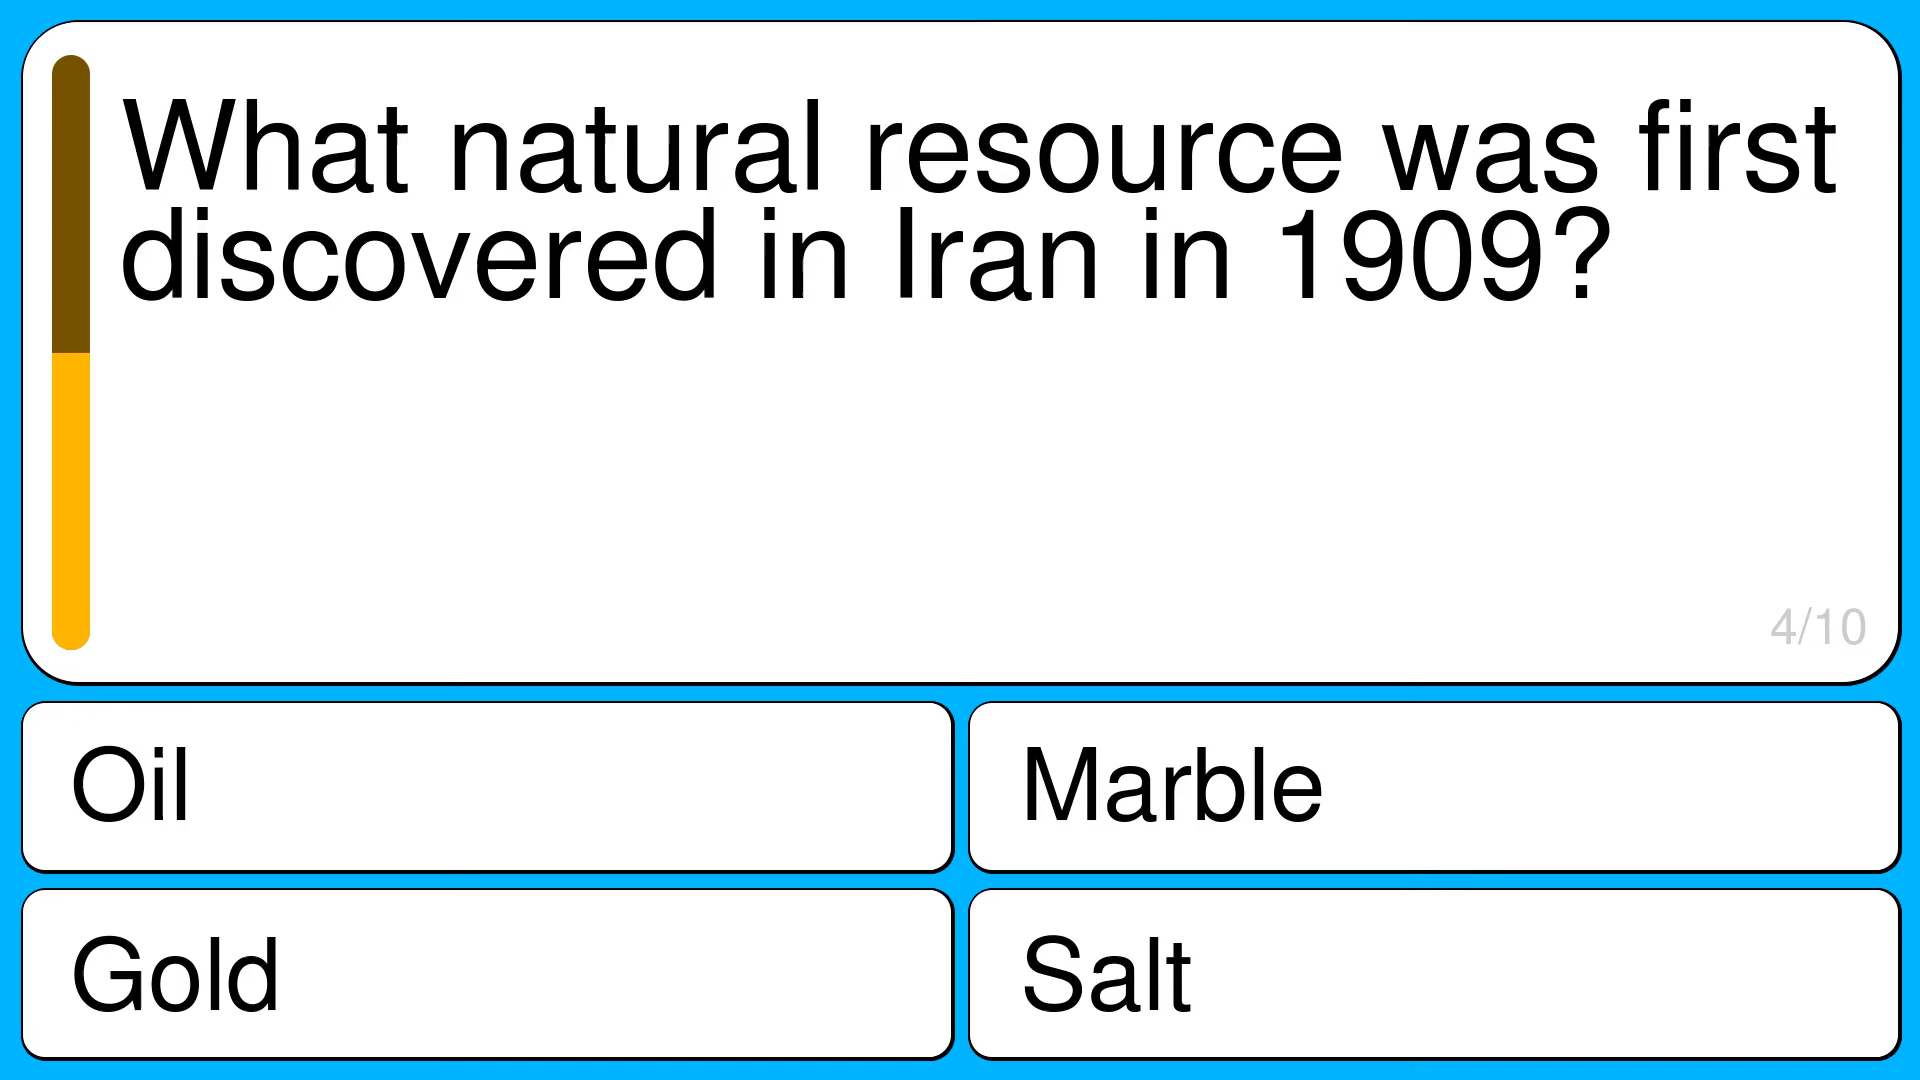 What natural resource was first
discovered in Iran in 1909?
4/10
Oil
Marble
Gold
Salt